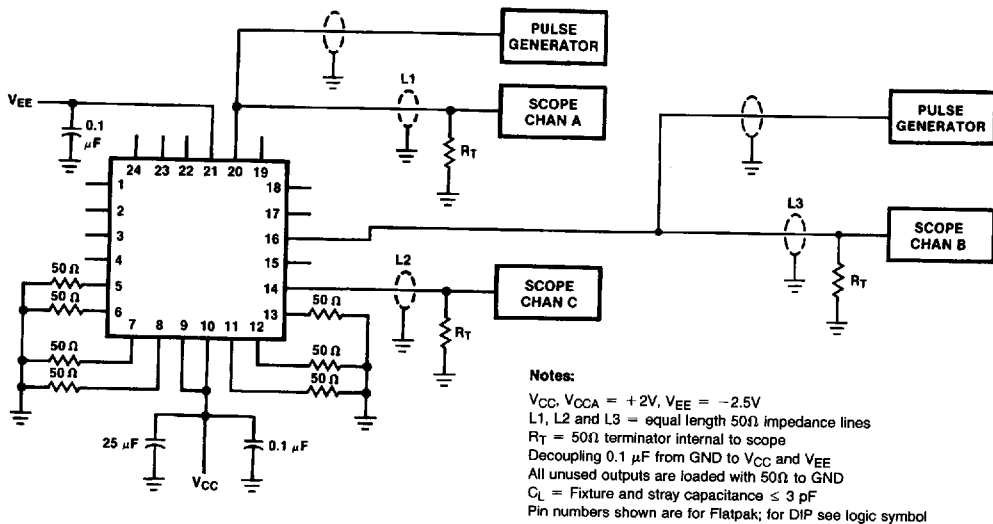 PULSE
GENERATOR
L1
SCOPE
CHAN A
RT
VEE
0.1
μF
PULSE
GENERATOR
24 23 22 21 20 19
1
2
3
4
5
6
7 8 9 10 11 12
18
17
16
15
14
13
L3
SCOPE
CHAN B
RT
L2
SCOPE
CHAN C
RT
50 Ω
50 Ω
50 Ω
50 Ω
50 Ω
50 Ω
50 Ω
25 μF
0.1 μF
VCC
Notes:
VCC, VCCA = +2V, VEE = −2.5V
L1, L2 and L3 = equal length 50Ω impedance lines
RT = 50Ω terminator internal to scope
Decoupling 0.1 μF from GND to VCC and VEE
All unused outputs are loaded with 50Ω to GND
CL = Fixture and stray capacitance ≤ 3 pF
Pin numbers shown are for Flatpak; for DIP see logic symbol